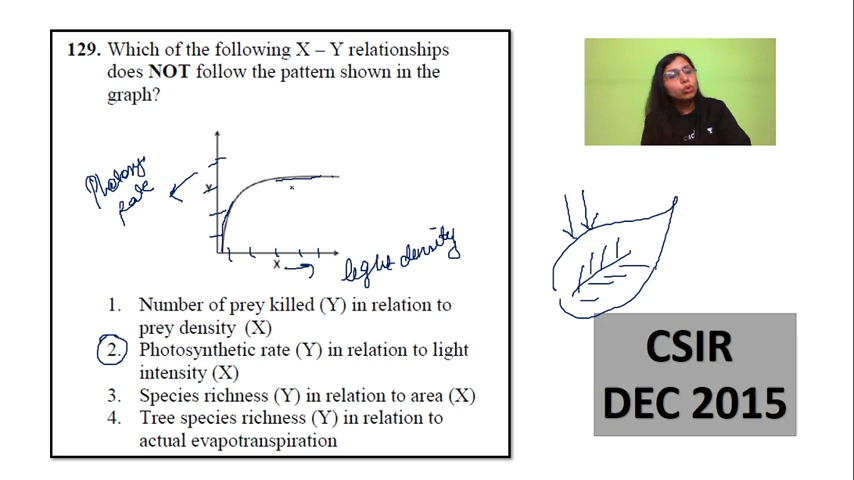 129. Which of the following X – Y relationships
does NOT follow the pattern shown in the
graph?
Y
x
X
rate
light density
1. Number of prey killed (Y) in relation to
prey density (X)
2. Photosynthetic rate (Y) in relation to light
intensity (X)
3. Species richness (Y) in relation to area (X)
4. Tree species richness (Y) in relation to
actual evapotranspiration
CSIR
DEC 2015